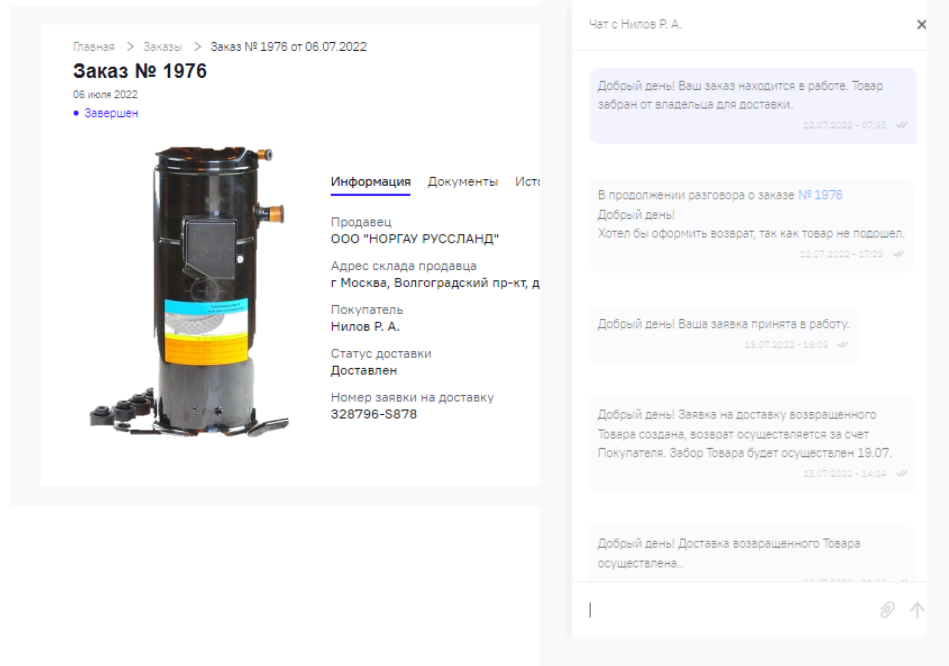 Главная > Заказы > Заказ № 1976 от 06.07.2022
Заказ № 1976
06 июля 2022
Завершен
Информация Документы Исто
Продавец
ООО "НОРГАУ РУССЛАНД"
Адрес склада продавца
г Москва, Волгоградский пр-кт, д
Покупатель
Нилов Р. А.
Статус доставки
Доставлен
Номер заявки на доставку
328796-S878
Чат с Нилов Р. А.
Добрый день! Ваш заказ находится в работе. Товар
забран от владельца для доставки.
В продолжении разговора о заказе № 1976
Добрый день!
Хотел бы оформить возврат, так как товар не подошел.
12.07.2022 - 17:29
Добрый день! Ваша заявка принята в работу.
13.07.2022 - 13:03
Добрый день! Заявка на доставку возвращенного
Товара создана, возврат осуществляется за счет
Покупателя. Забор Товара будет осуществлен 19.07.
15.07.2022 - 14:14
Добрый день! Доставка возвращенного Товара
осуществлена..